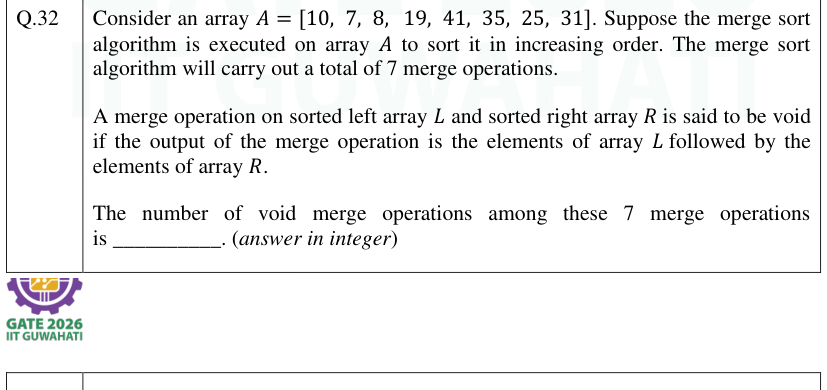 Q.32 Consider an array A = [10, 7, 8, 19, 41, 35, 25, 31]. Suppose the merge sort
algorithm is executed on array A to sort it in increasing order. The merge sort
algorithm will carry out a total of 7 merge operations.
A merge operation on sorted left array L and sorted right array R is said to be void
if the output of the merge operation is the elements of array L followed by the
elements of array R.
The number of void merge operations among these 7 merge operations
is __________. (answer in integer)
GATE 2026
IIT GUWAHATI